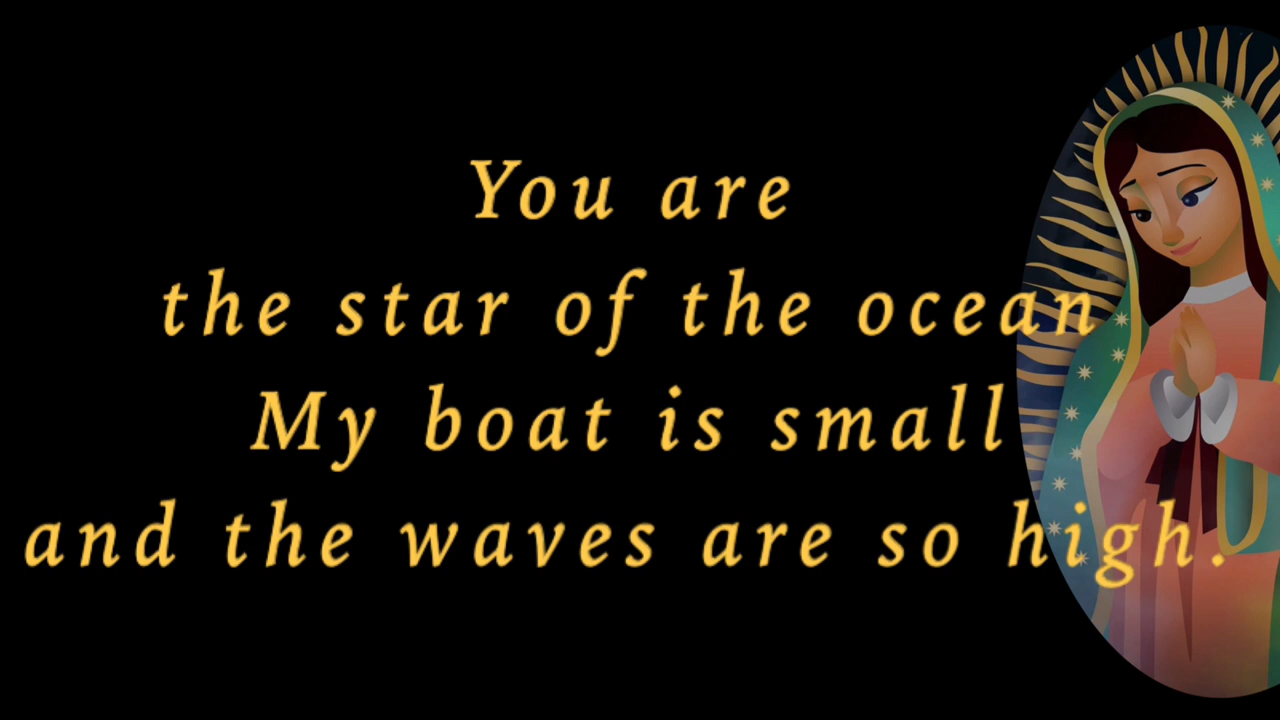 You are
the star of the ocean
My boat is small
and the waves are so high.